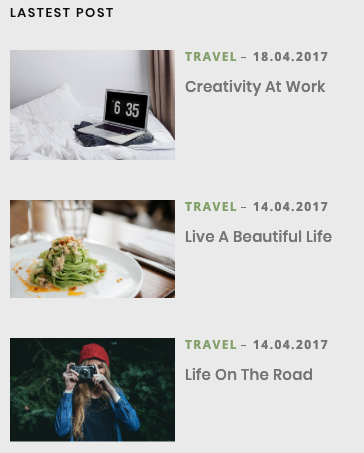 LASTEST POST
TRAVEL – 18.04.2017
Creativity At Work
6 35
TRAVEL – 14.04.2017
Live A Beautiful Life
TRAVEL – 14.04.2017
Life On The Road